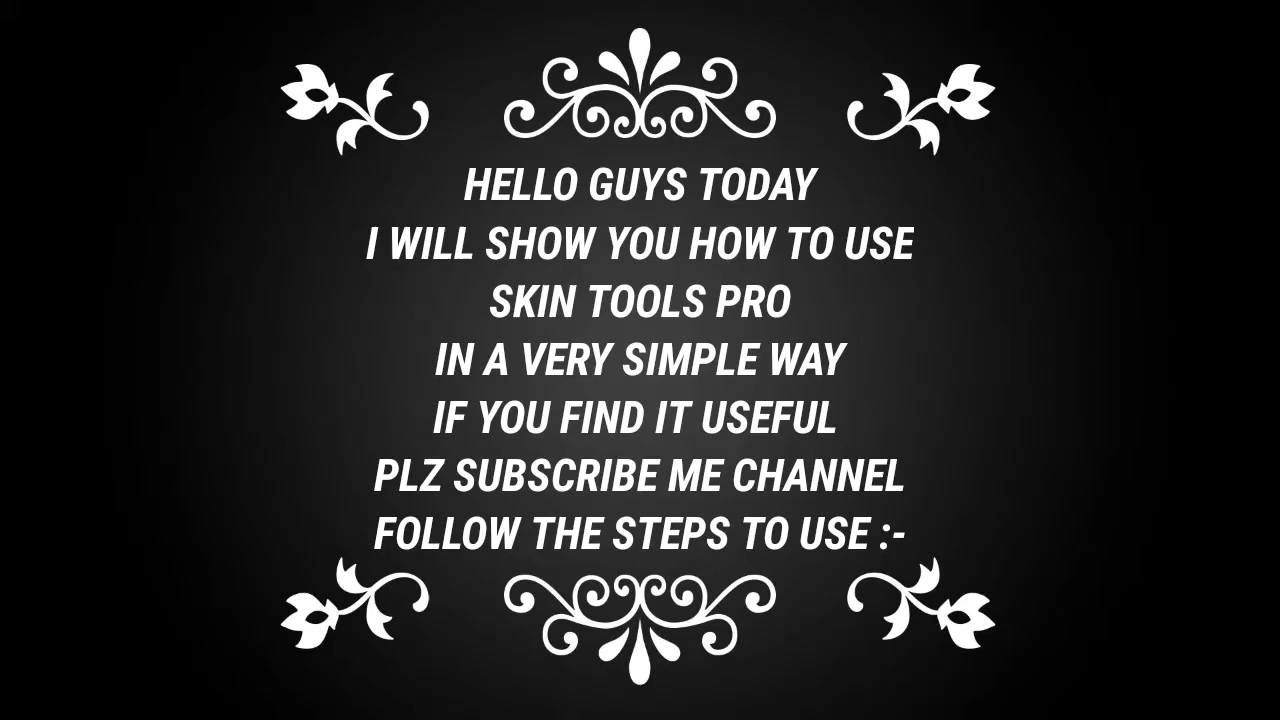 HELLO GUYS TODAY
I WILL SHOW YOU HOW TO USE
SKIN TOOLS PRO
IN A VERY SIMPLE WAY
IF YOU FIND IT USEFUL
PLZ SUBSCRIBE ME CHANNEL
FOLLOW THE STEPS TO USE :-